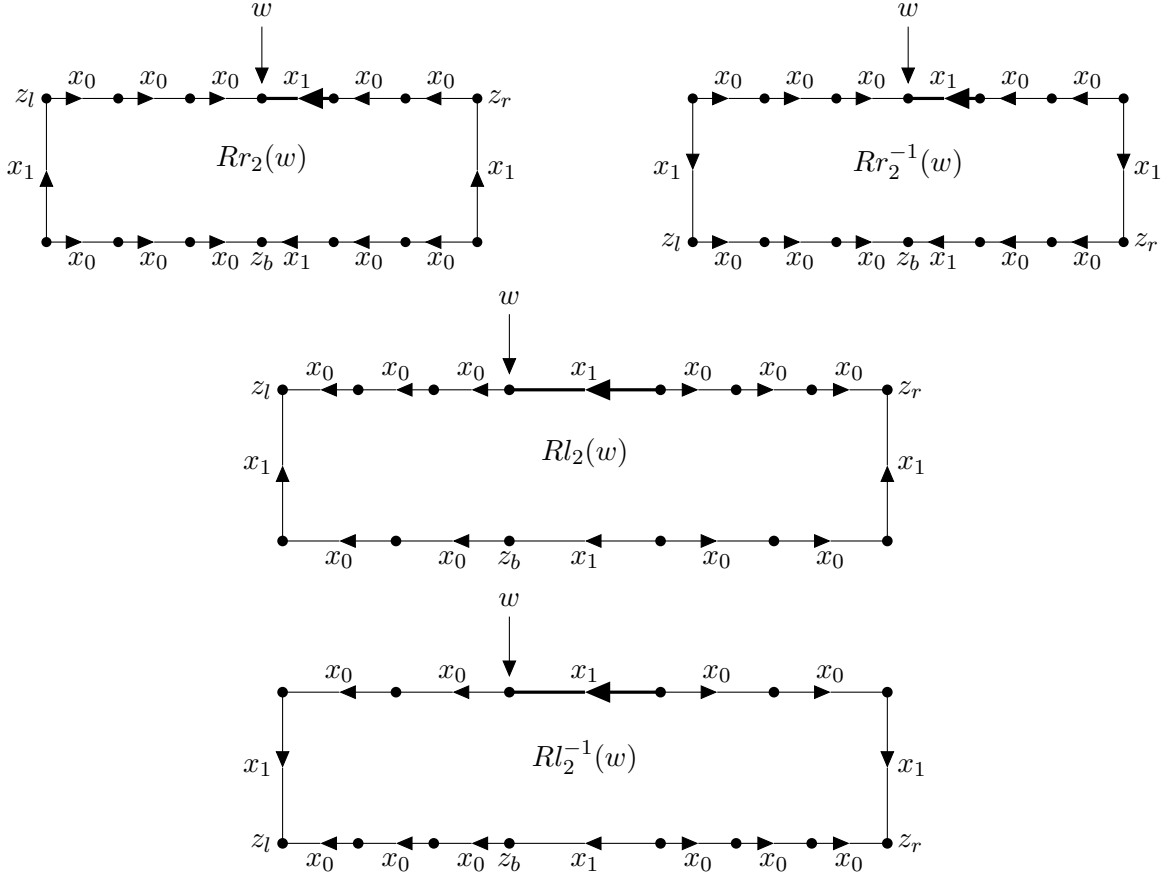 w w
x_0 x_0 x_0 x_1 x_0 x_0 x_0 x_0 x_0 x_1 x_0 x_0
z_l z_r
x_1 Rr_2(w) x_1 x_1 Rr_2^{-1}(w) x_1
z_l z_r
x_0 x_0 x_0 z_b x_1 x_0 x_0 x_0 x_0 x_0 z_b x_1 x_0 x_0
w
x_0 x_0 x_0 x_1 x_0 x_0 x_0
z_l z_r
x_1 Rl_2(w) x_1
x_0 x_0 z_b x_1 x_0 x_0
w
x_0 x_0 x_1 x_0 x_0
x_1 Rl_2^{-1}(w) x_1
z_l z_r
x_0 x_0 x_0 z_b x_1 x_0 x_0 x_0